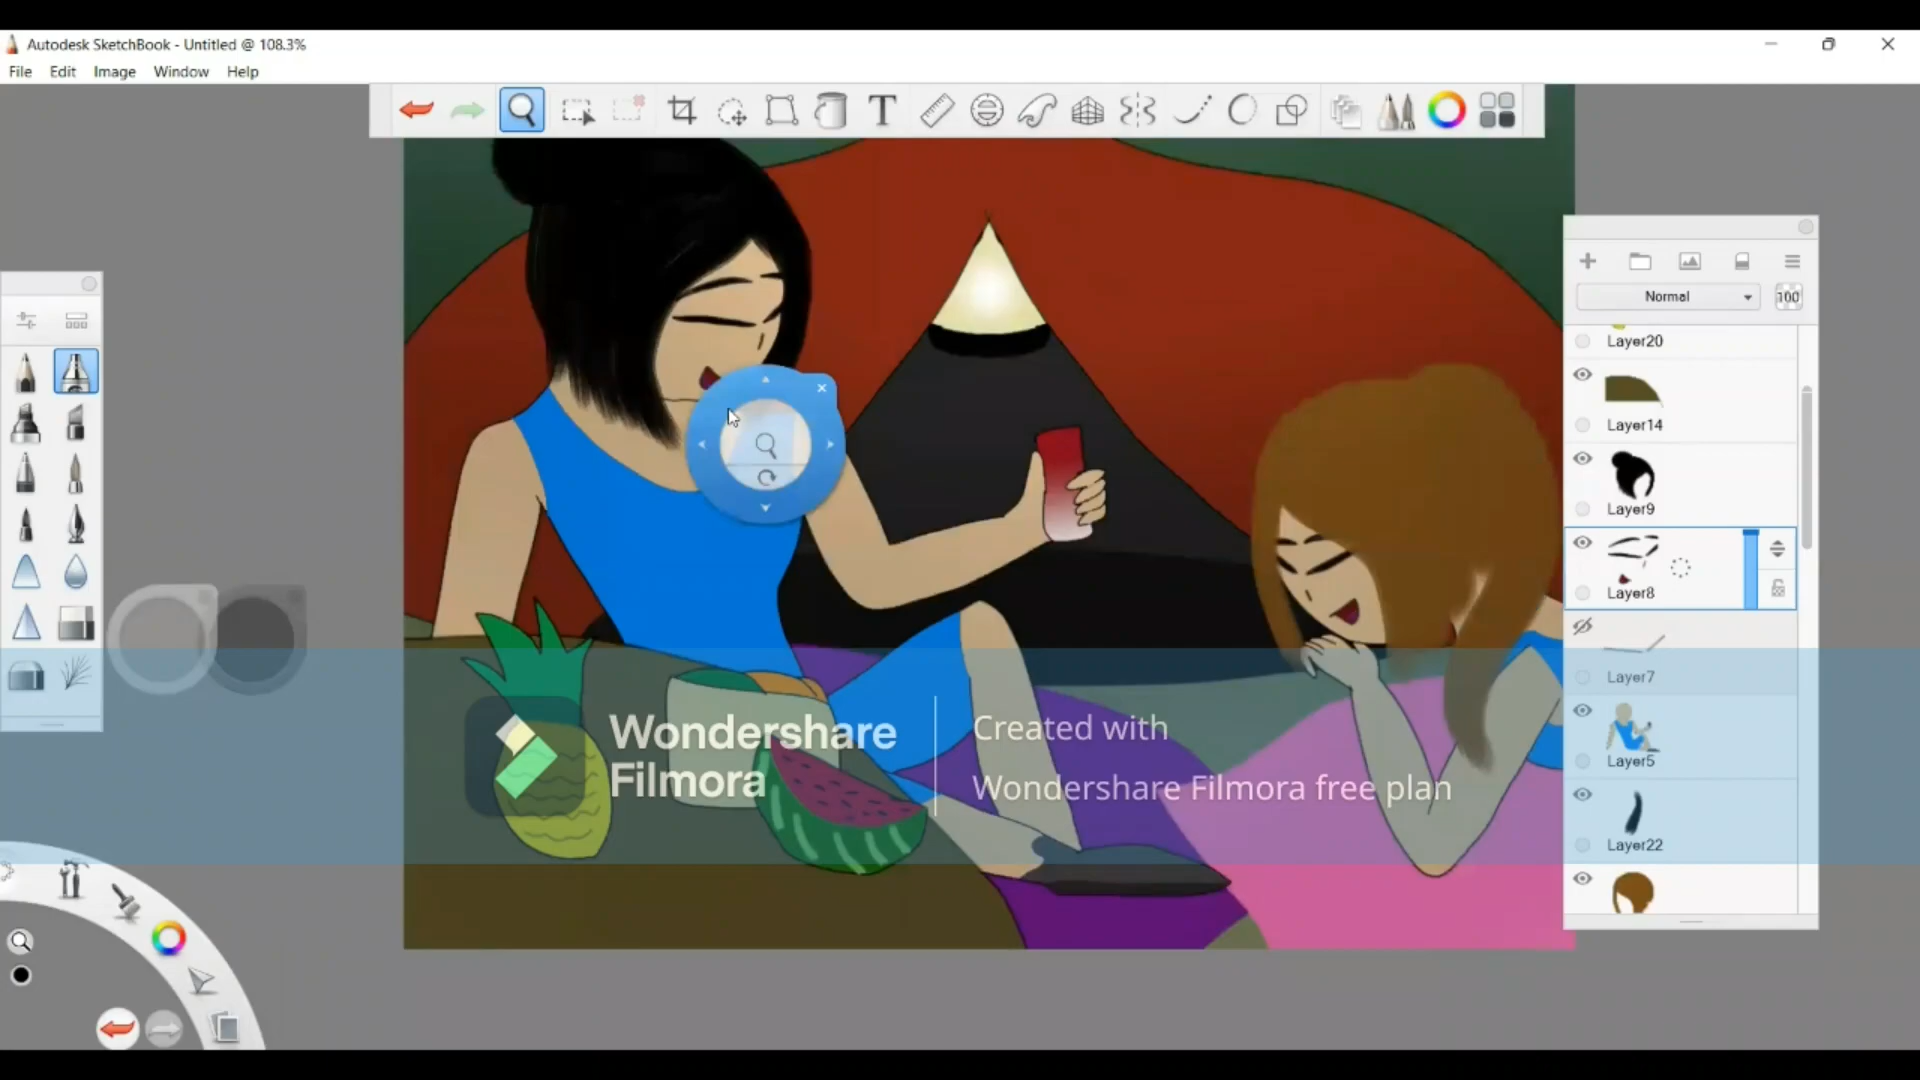 Autodesk SketchBook - Untitled @ 108.3%
File Edit Image Window Help
T
Normal 100
Layer20
Layer14
Layer9
Layer8
Layer7
Layer5
Layer22
Wondershare
Filmora
Created with
Wondershare Filmora free plan